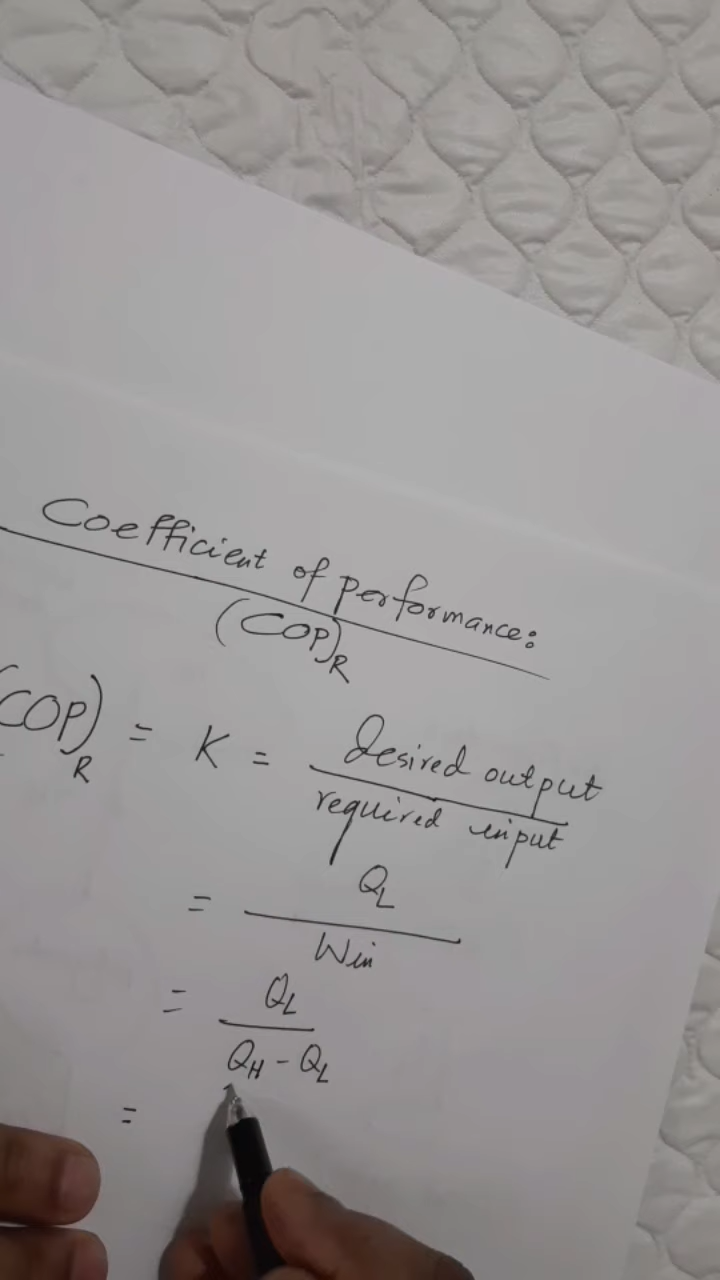 Coefficient of performance:
(COP)R
(COP)R = K = desired output
required input
= QL
Win
= QL
QH - QL
=